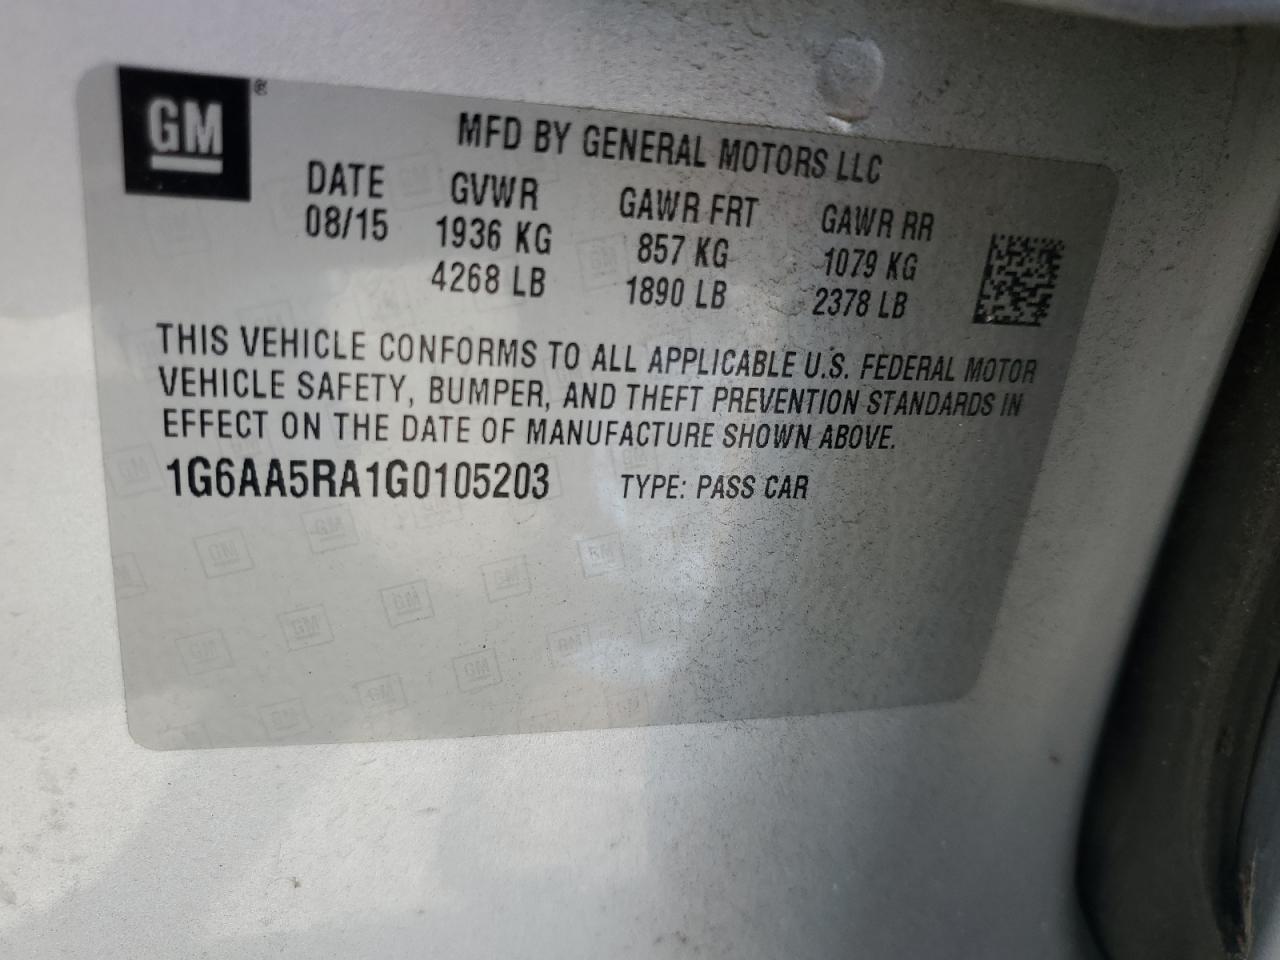 GM®
MFD BY GENERAL MOTORS LLC
DATE GVWR GAWR FRT GAWR RR
08/15 1936 KG 857 KG 1079 KG
4268 LB 1890 LB 2378 LB
THIS VEHICLE CONFORMS TO ALL APPLICABLE U.S. FEDERAL MOTOR
VEHICLE SAFETY, BUMPER, AND THEFT PREVENTION STANDARDS IN
EFFECT ON THE DATE OF MANUFACTURE SHOWN ABOVE.
1G6AA5RA1G0105203 TYPE: PASS CAR